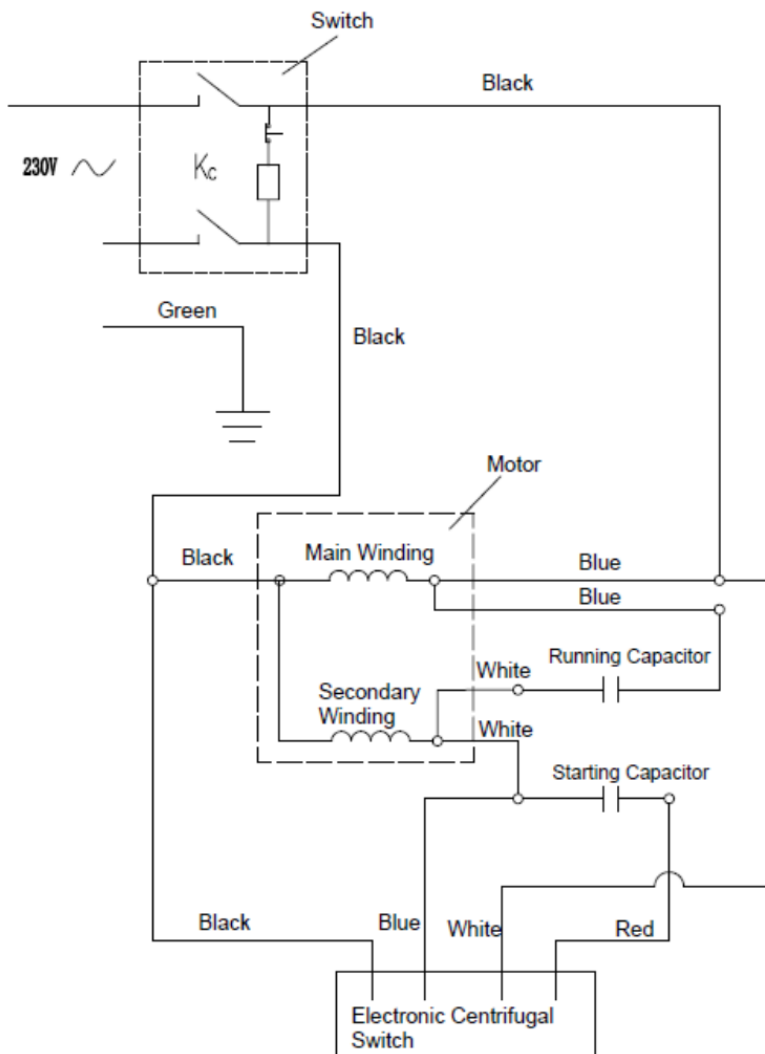 Switch
Black
230V
Kc
Green
Black
Motor
Black
Main Winding
Blue
Blue
Running Capacitor
White
Secondary
Winding
White
Starting Capacitor
Black
Blue
White
Red
Electronic Centrifugal
Switch